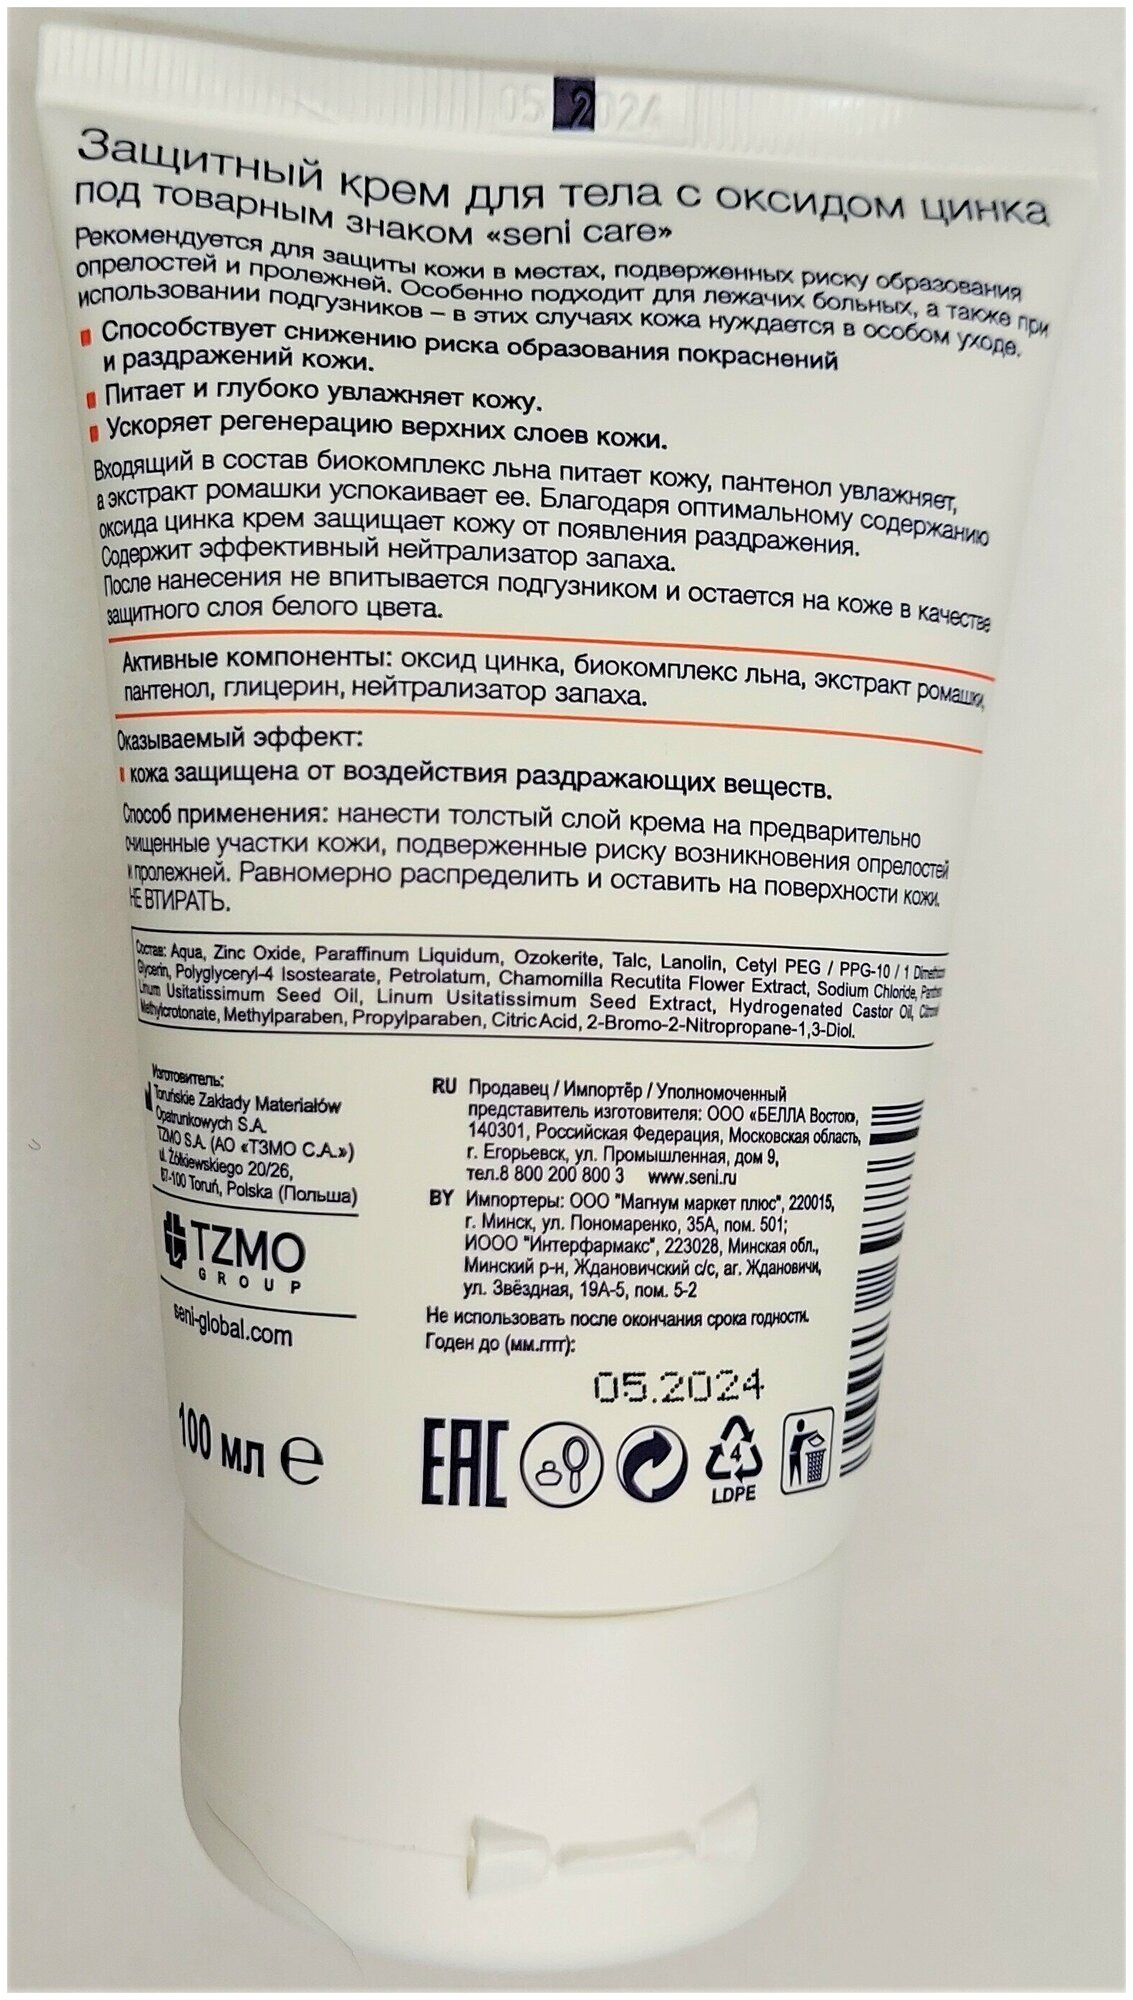 05 2024
Защитный крем для тела с оксидом цинка
под товарным знаком «seni care»
Рекомендуется для защиты кожи в местах, подверженных риску образования
опрелостей и пролежней. Особенно подходит для лежачих больных, а также при
использовании подгузников – в этих случаях кожа нуждается в особом уходе.
Способствует снижению риска образования покраснений
и раздражений кожи.
Питает и глубоко увлажняет кожу.
Ускоряет регенерацию верхних слоев кожи.
Входящий в состав биокомплекс льна питает кожу, пантенол увлажняет,
а экстракт ромашки успокаивает ее. Благодаря оптимальному содержанию
оксида цинка крем защищает кожу от появления раздражения.
Содержит эффективный нейтрализатор запаха.
После нанесения не впитывается подгузником и остается на коже в качестве
защитного слоя белого цвета.
Активные компоненты: оксид цинка, биокомплекс льна, экстракт ромашки,
пантенол, глицерин, нейтрализатор запаха.
Оказываемый эффект:
кожа защищена от воздействия раздражающих веществ.
Способ применения: нанести толстый слой крема на предварительно
очищенные участки кожи, подверженные риску возникновения опрелостей
и пролежней. Равномерно распределить и оставить на поверхности кожи.
НЕ ВТИРАТЬ.
Состав: Aqua, Zinc Oxide, Paraffinum Liquidum, Ozokerite, Talc, Lanolin, Cetyl PEG / PPG-10 / 1 Dimethicon
Glycerin, Polyglyceryl-4 Isostearate, Petrolatum, Chamomilla Recutita Flower Extract, Sodium Chloride,
Linum Usitatissimum Seed Oil, Linum Usitatissimum Seed Extract, Hydrogenated Castor Oil,
Methylcrotonate, Methylparaben, Propylparaben, Citric Acid, 2-Bromo-2-Nitropropane-1,3-Diol.
Изготовитель:
Toruńskie Zakłady Materiałów
Opatrunkowych S.A.
TZMO S.A. (АО «ТЗМО С.А.»)
ul. Żółkiewskiego 20/26,
87-100 Toruń, Polska (Польша)
TZMO
GROUP
seni-global.com
100 мл e
RU Продавец / Импортёр / Уполномоченный
представитель изготовителя: ООО «БЕЛЛА Восток»,
140301, Российская Федерация, Московская область,
г. Егорьевск, ул. Промышленная, дом 9,
тел.8 800 200 800 3 www.seni.ru
BY Импортеры: ООО "Магнум маркет плюс", 220015,
г. Минск, ул. Пономаренко, 35А, пом. 501;
ИООО "Интерфармакс", 223028, Минская обл.,
Минский р-н, Ждановичский с/с, аг. Ждановичи,
ул. Звёздная, 19А-5, пом. 5-2
Не использовать после окончания срока годности.
Годен до (мм.гггг):
05.2024
EAC
4
LDPE